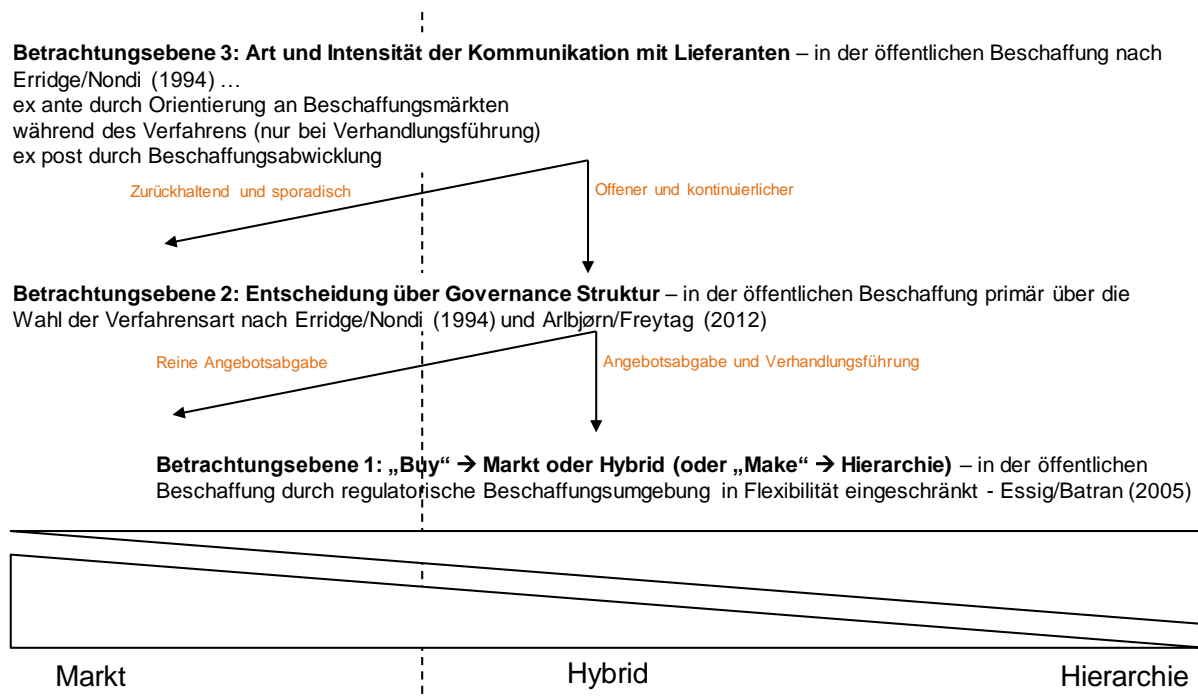 Betrachtungsebene 3: Art und Intensität der Kommunikation mit Lieferanten – in der öffentlichen Beschaffung nach
Erridge/Nondi (1994) …
ex ante durch Orientierung an Beschaffungsmärkten
während des Verfahrens (nur bei Verhandlungsführung)
ex post durch Beschaffungsabwicklung
Zurückhaltend und sporadisch
Offener und kontinuierlicher
Betrachtungsebene 2: Entscheidung über Governance Struktur – in der öffentlichen Beschaffung primär über die
Wahl der Verfahrensart nach Erridge/Nondi (1994) und Arlbjørn/Freytag (2012)
Reine Angebotsabgabe
Angebotsabgabe und Verhandlungsführung
Betrachtungsebene 1: „Buy“ → Markt oder Hybrid (oder „Make“ → Hierarchie) – in der öffentlichen
Beschaffung durch regulatorische Beschaffungsumgebung in Flexibilität eingeschränkt - Essig/Batran (2005)
Markt
Hybrid
Hierarchie